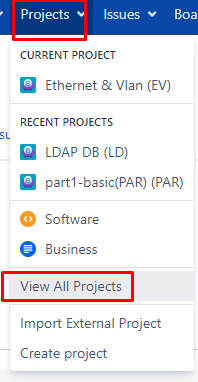 Projects Issues Boa
CURRENT PROJECT
Ethernet & Vlan (EV)
RECENT PROJECTS
LDAP DB (LD)
part1-basic(PAR) (PAR)
Software
Business
View All Projects
Import External Project
Create project